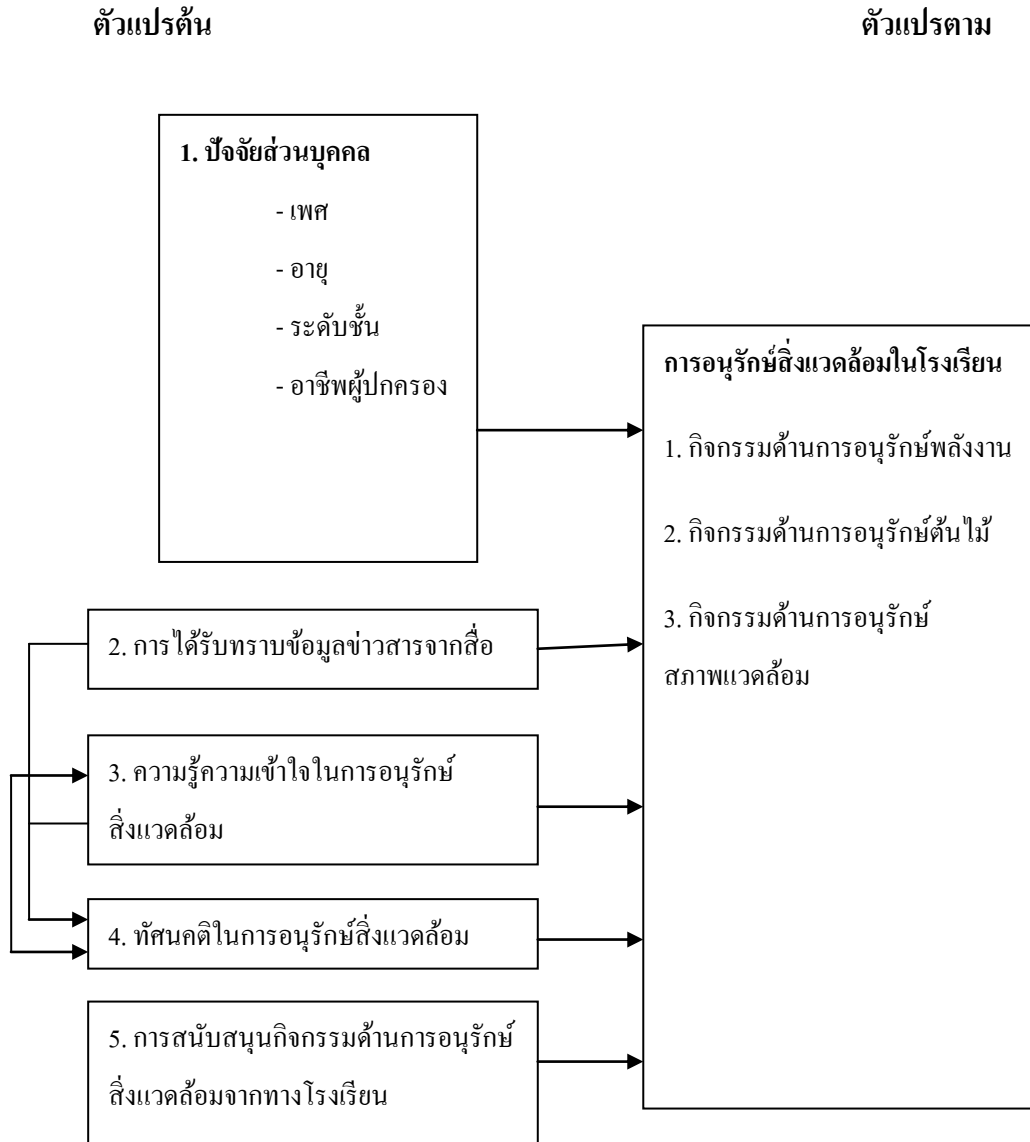 ตัวแปรต้น
ตัวแปรตาม
1. ปัจจัยส่วนบุคคล
- เพศ
- อายุ
- ระดับชั้น
- อาชีพผู้ปกครอง
การอนุรักษ์สิ่งแวดล้อมในโรงเรียน
1. กิจกรรมด้านการอนุรักษ์พลังงาน
2. กิจกรรมด้านการอนุรักษ์ต้นไม้
3. กิจกรรมด้านการอนุรักษ์
สภาพแวดล้อม
2. การได้รับทราบข้อมูลข่าวสารจากสื่อ
3. ความรู้ความเข้าใจในการอนุรักษ์
สิ่งแวดล้อม
4. ทัศนคติในการอนุรักษ์สิ่งแวดล้อม
5. การสนับสนุนกิจกรรมด้านการอนุรักษ์
สิ่งแวดล้อมจากทางโรงเรียน